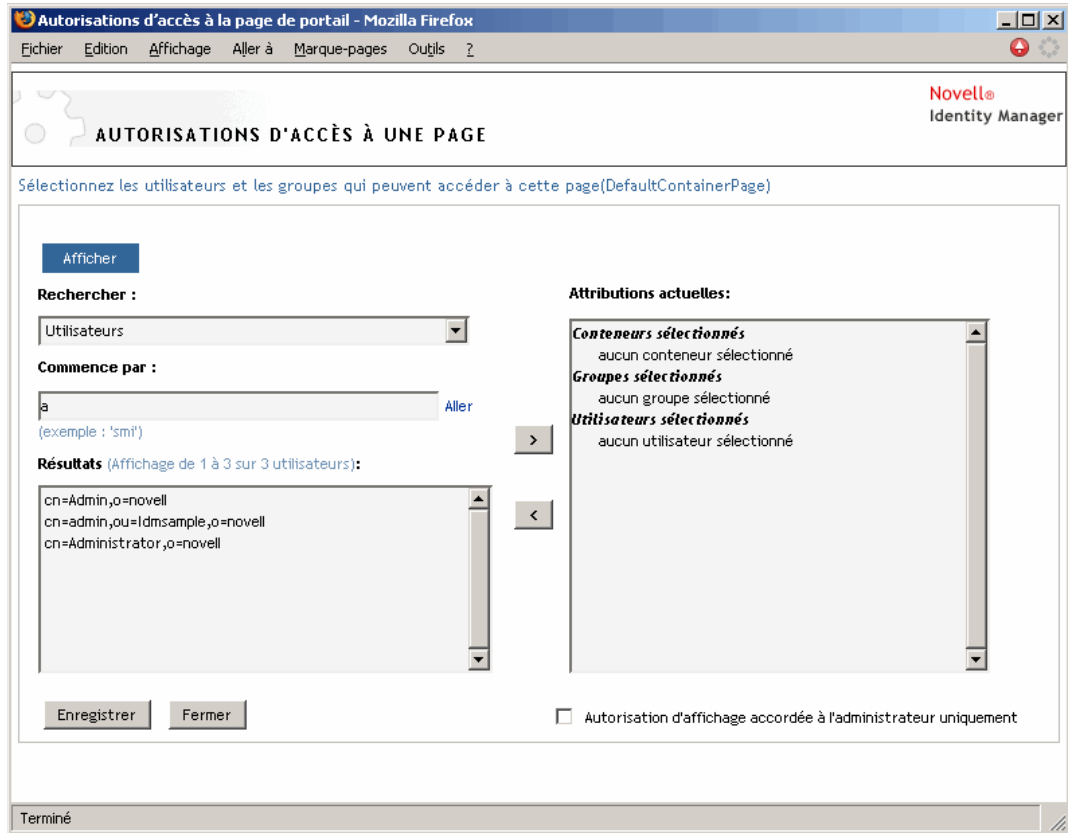 Autorisations d'accès à la page de portail - Mozilla Firefox
Fichier Edition Affichage Aller à Marque-pages Outils ?
Novell®
Identity Manager
AUTORISATIONS D'ACCÈS À UNE PAGE
Sélectionnez les utilisateurs et les groupes qui peuvent accéder à cette page(DefaultContainerPage)
Afficher
Rechercher :
Utilisateurs
Commence par :
a
Aller
(exemple : 'smi')
Résultats (Affichage de 1 à 3 sur 3 utilisateurs):
cn=Admin,o=novell
cn=admin,ou=Idmsample,o=novell
cn=Administrator,o=novell
>
<
Attributions actuelles:
Conteneurs sélectionnés
aucun conteneur sélectionné
Groupes sélectionnés
aucun groupe sélectionné
Utilisateurs sélectionnés
aucun utilisateur sélectionné
Enregistrer Fermer
Autorisation d'affichage accordée à l'administrateur uniquement
Terminé